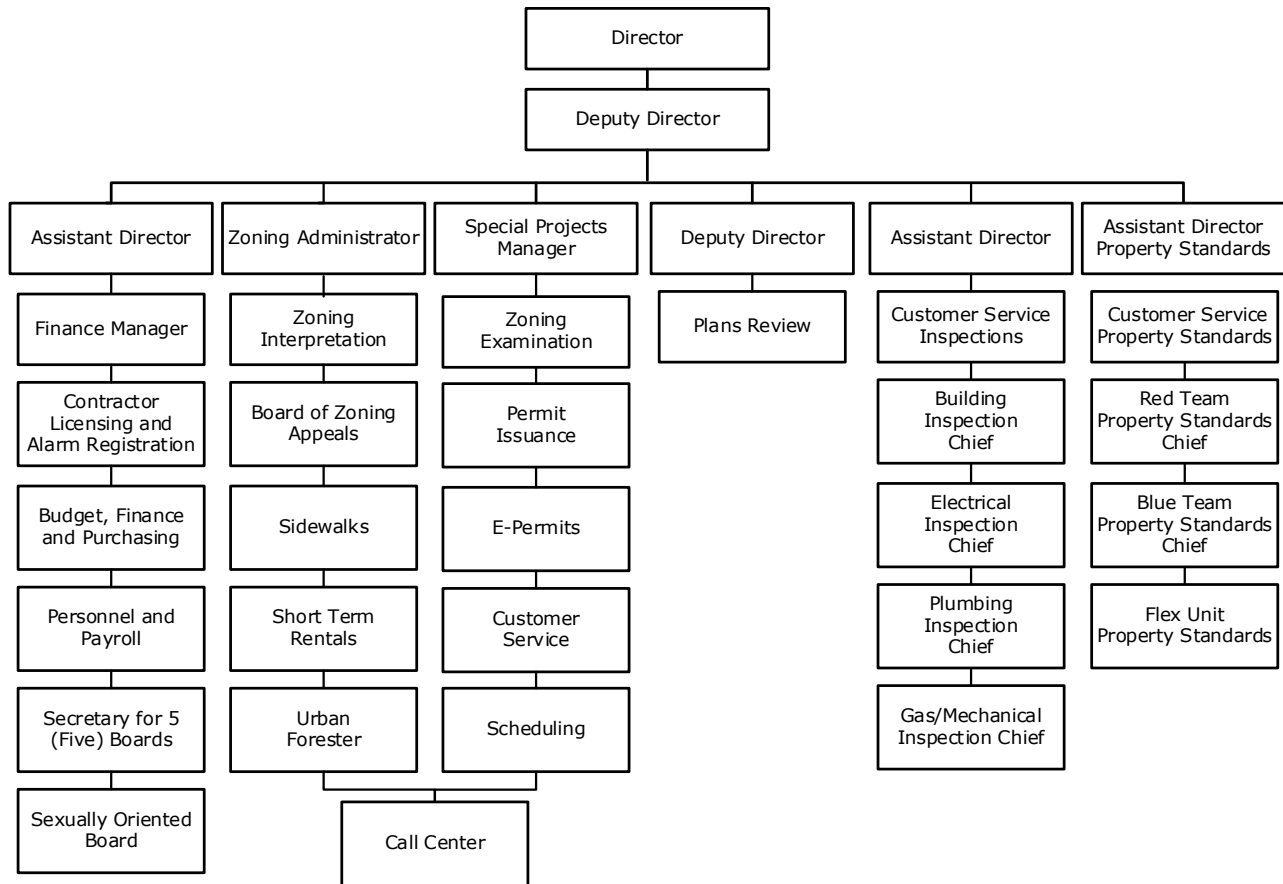 Director
Deputy Director
Assistant Director
Zoning Administrator
Special Projects
Manager
Deputy Director
Assistant Director
Assistant Director
Property Standards
Finance Manager
Zoning
Interpretation
Zoning
Examination
Plans Review
Customer Service
Inspections
Customer Service
Property Standards
Contractor
Licensing and
Alarm Registration
Board of Zoning
Appeals
Permit
Issuance
Building
Inspection
Chief
Red Team
Property Standards
Chief
Budget, Finance
and Purchasing
Sidewalks
E-Permits
Electrical
Inspection
Chief
Blue Team
Property Standards
Chief
Personnel and
Payroll
Short Term
Rentals
Customer
Service
Plumbing
Inspection
Chief
Flex Unit
Property Standards
Secretary for 5
(Five) Boards
Urban
Forester
Scheduling
Gas/Mechanical
Inspection Chief
Sexually Oriented
Board
Call Center